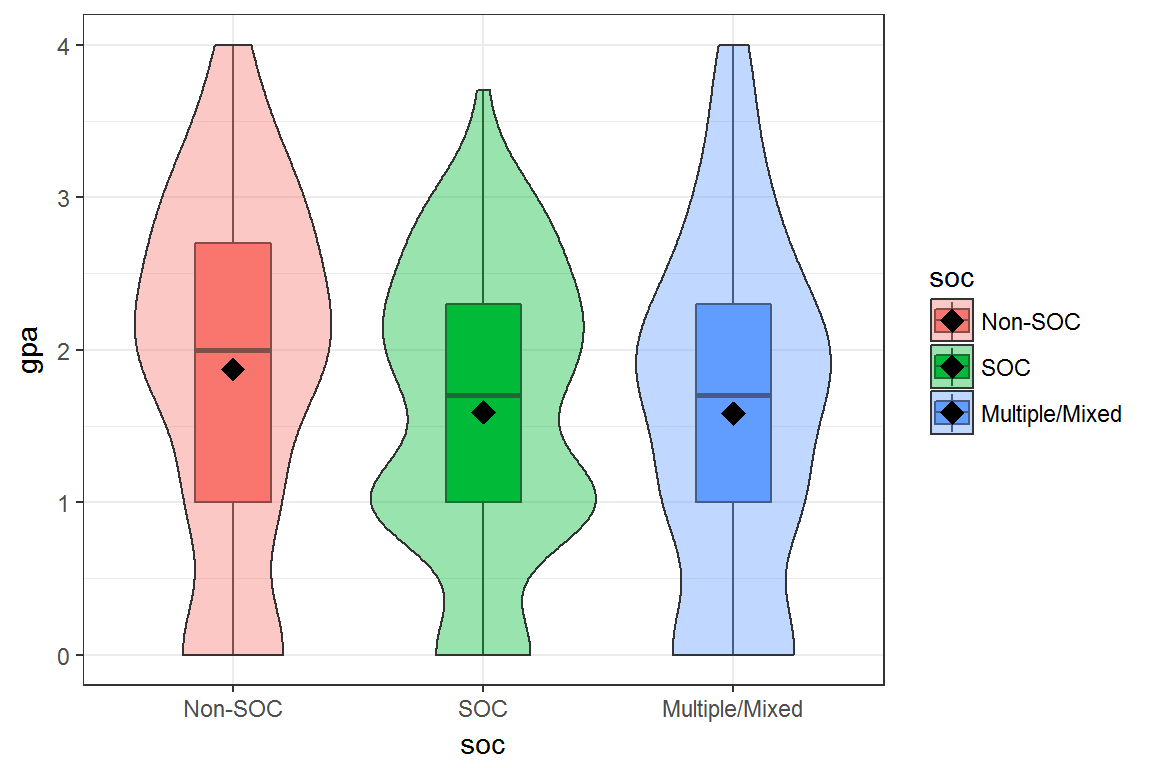 gpa
4
3
2
1
0
Non-SOC
SOC
Multiple/Mixed
soc
soc
Non-SOC
SOC
Multiple/Mixed